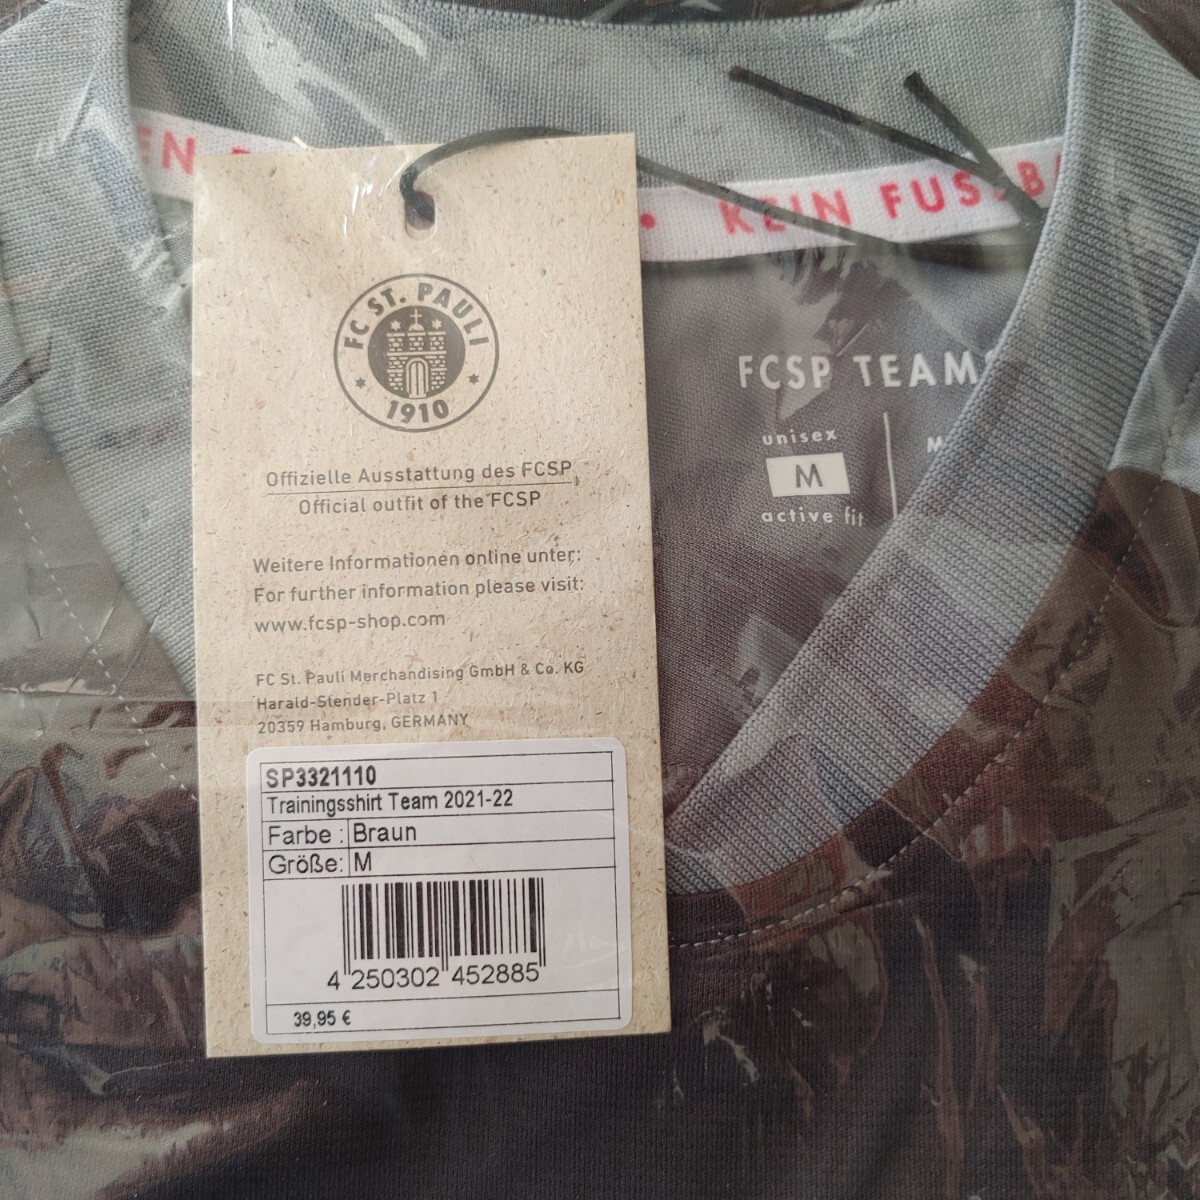 KEIN FUSSB
FC ST. PAULI
1910
Offizielle Ausstattung des FCSP
Official outfit of the FCSP
Weitere Informationen online unter:
For further information please visit:
www.fcsp-shop.com
FC St. Pauli Merchandising GmbH & Co. KG
Harald-Stender-Platz 1
20359 Hamburg, GERMANY
SP3321110
Trainingsshirt Team 2021-22
Farbe : Braun
Größe: M
4 250302 452885
39,95 €
FCSP TEAMS
unisex
M
active fit